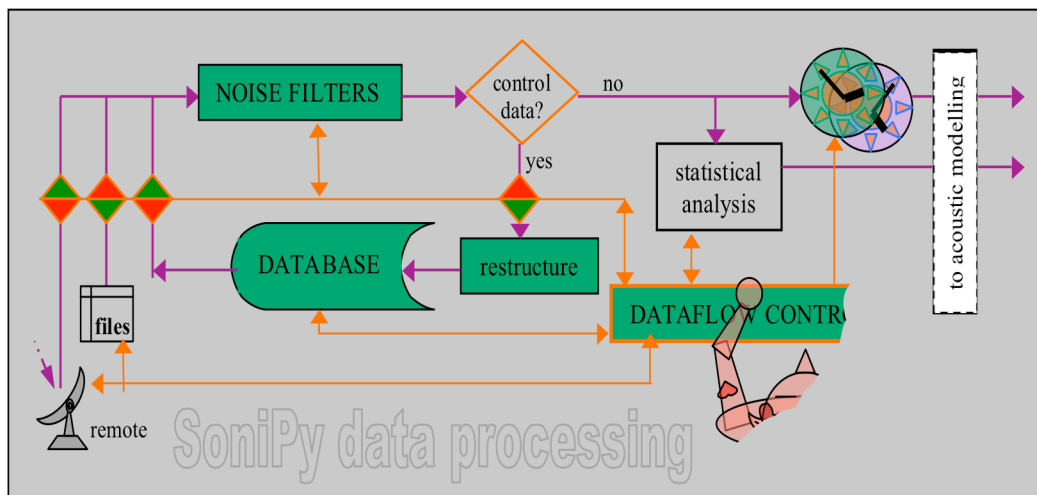 NOISE FILTERS
control
data?
no
yes
statistical
analysis
to acoustic modelling
DATABASE
restructure
files
DATAFLOW CONTR
remote
SoniPy data processing